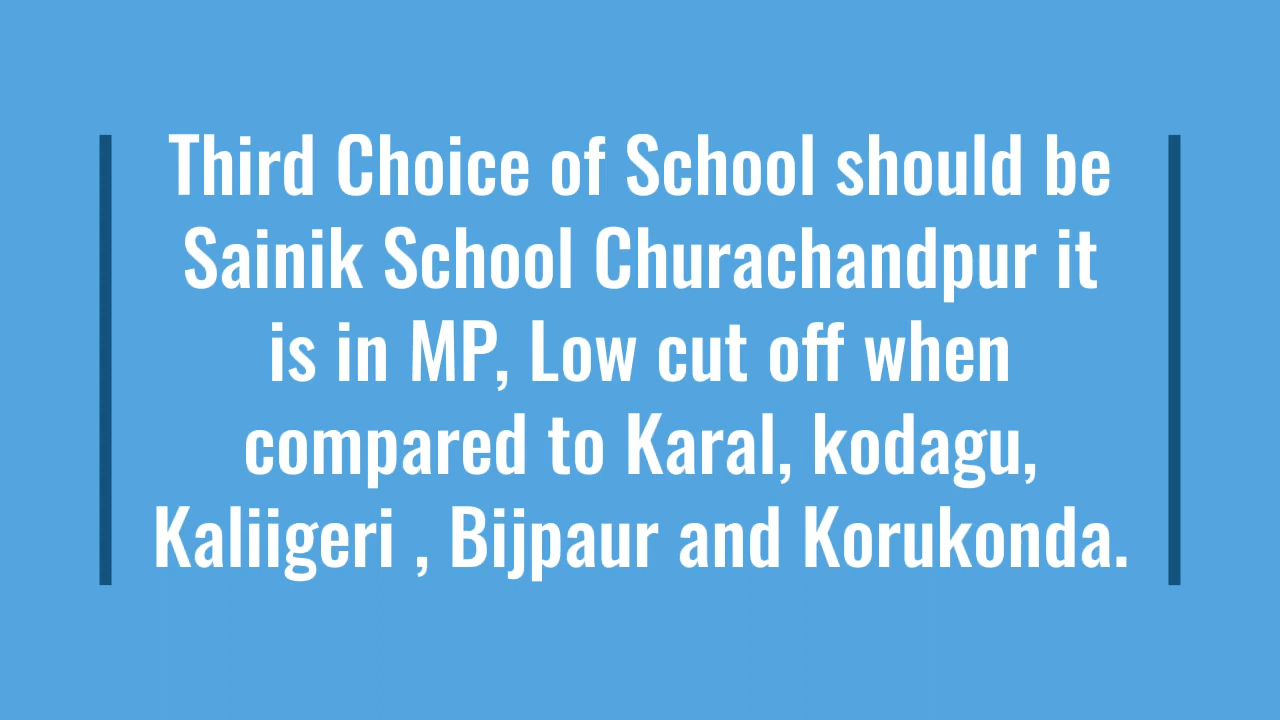 Third Choice of School should be
Sainik School Churachandpur it
is in MP, Low cut off when
compared to Karal, kodagu,
Kaliigeri , Bijpaur and Korukonda.